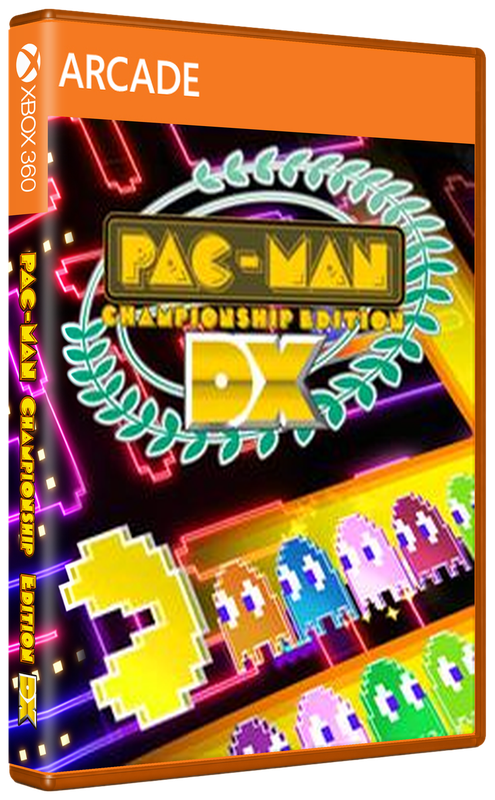 ARCADE
XBOX 360
PAC-MAN
CHAMPIONSHIP EDITION
DX
PAC-MAN CHAMPIONSHIP EDITION DX